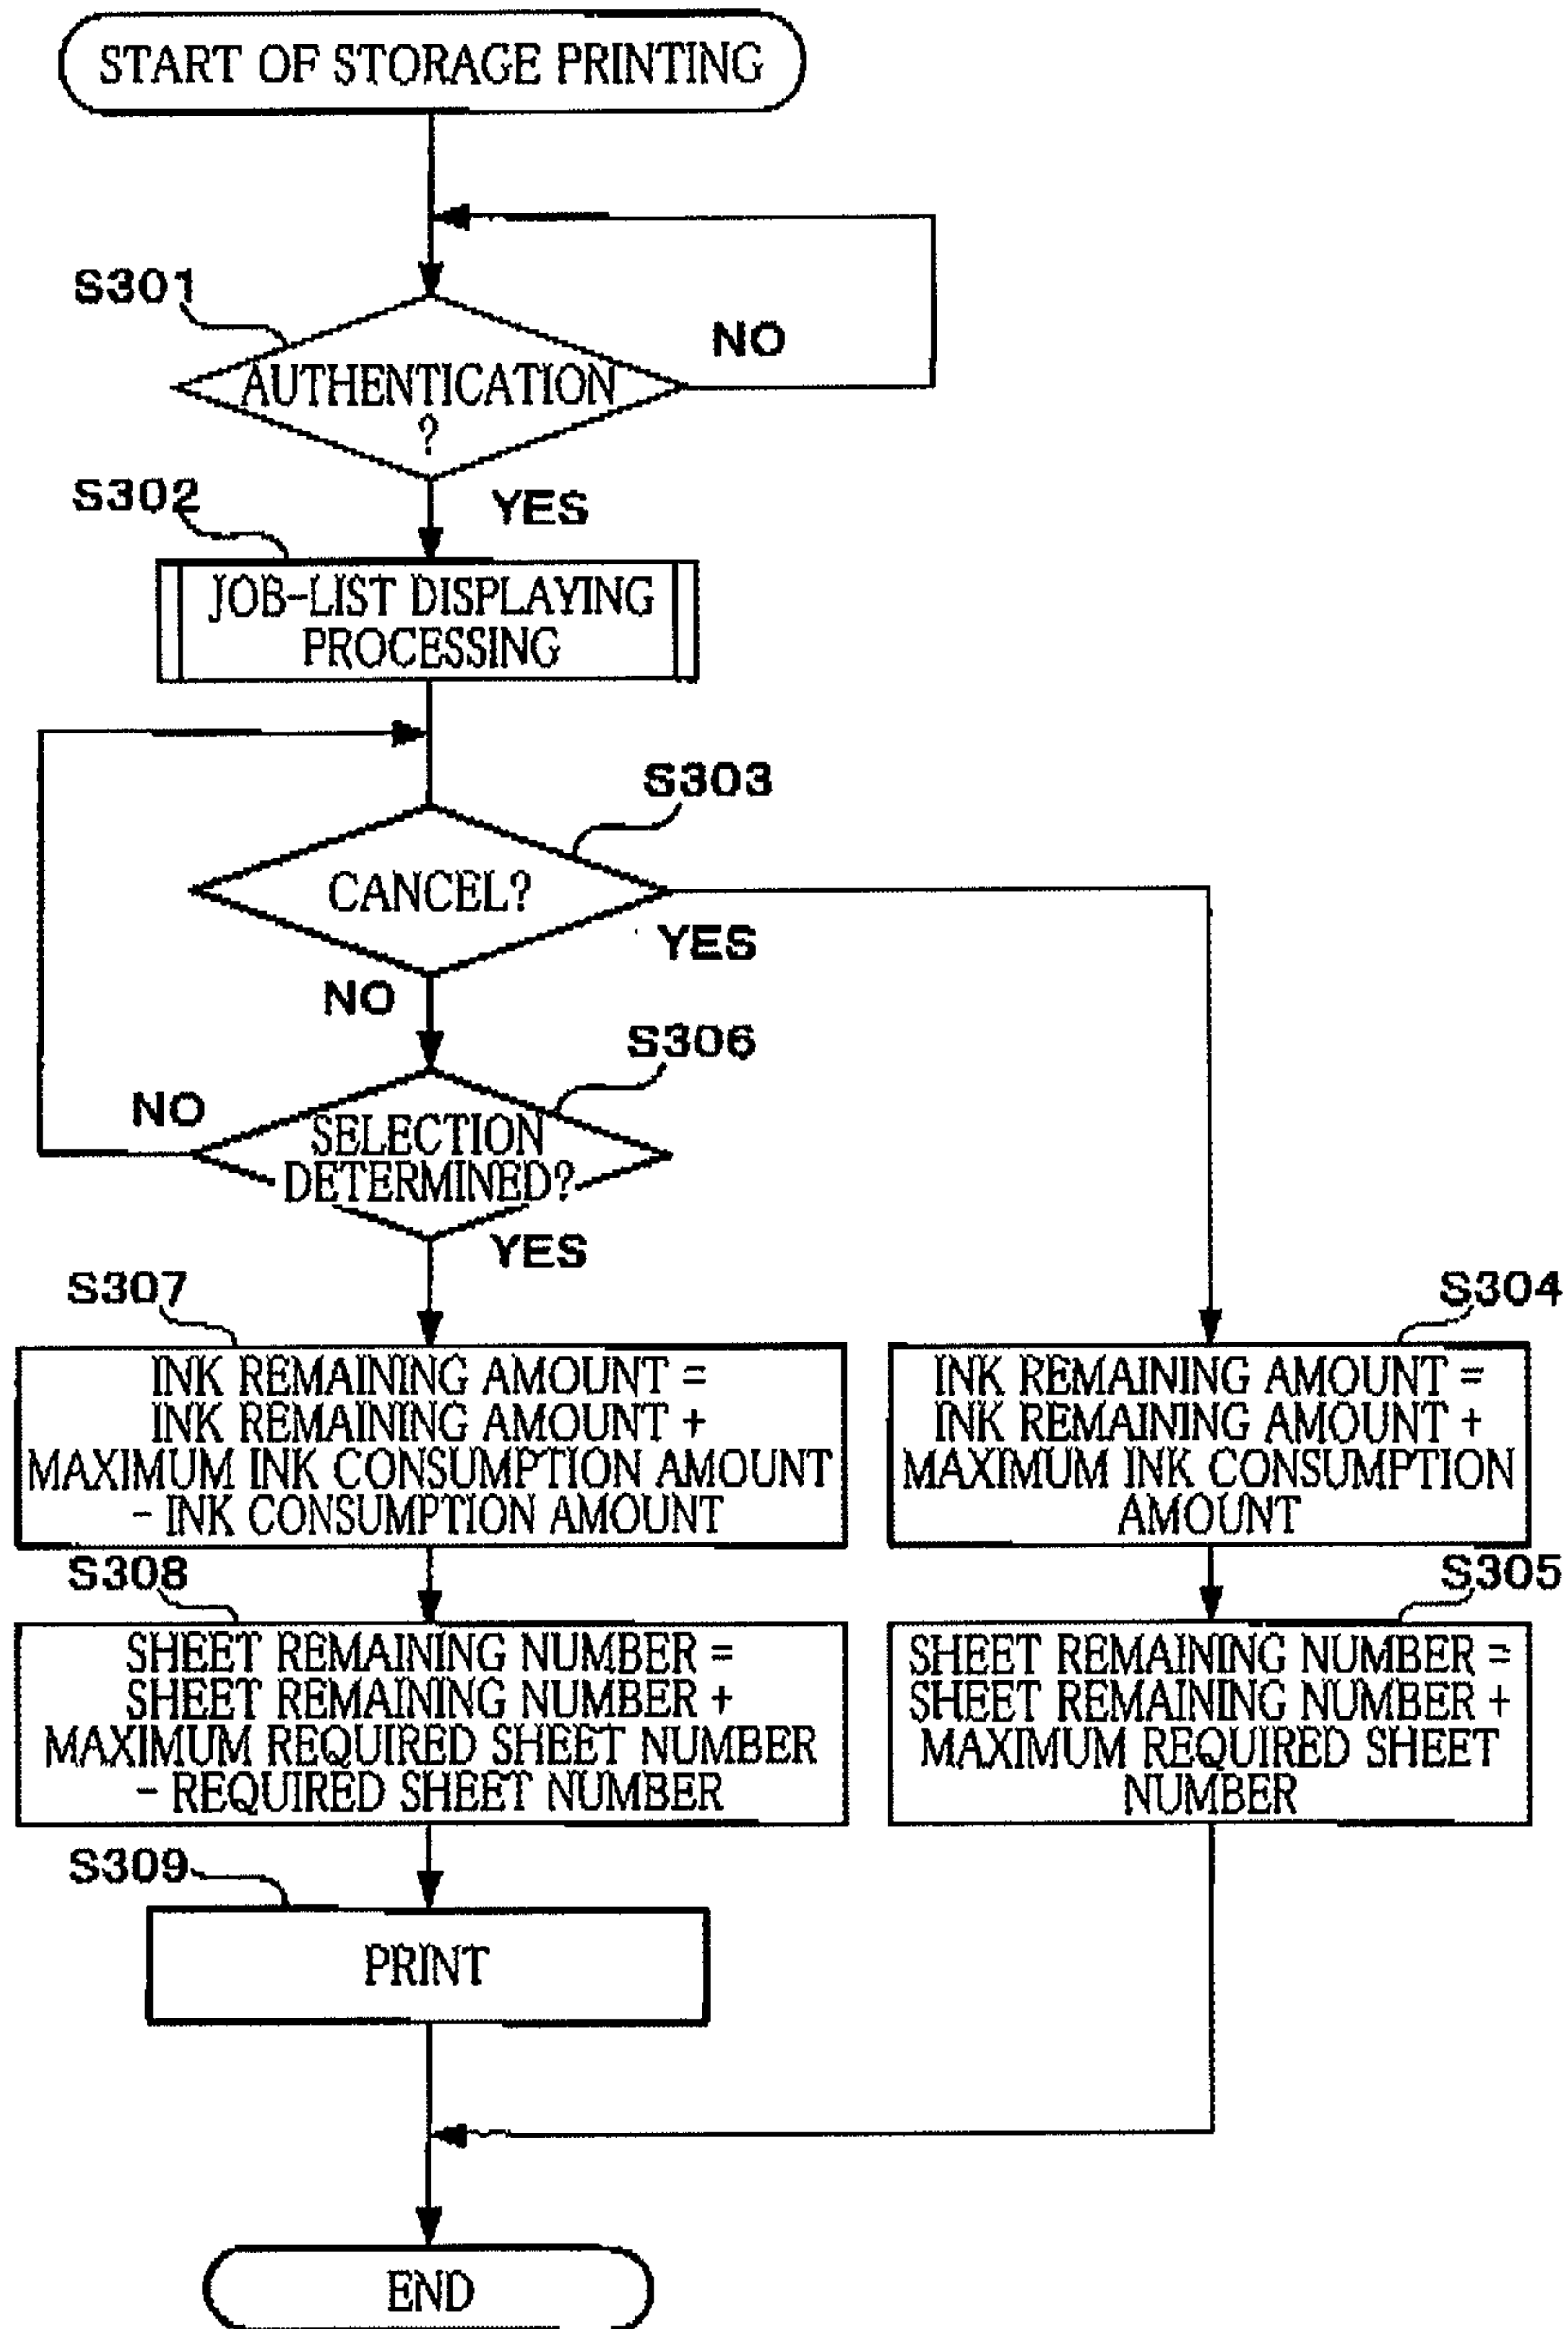 START OF STORAGE PRINTING
S301
NO
AUTHENTICATION
?
S302
YES
JOB-LIST DISPLAYING
PROCESSING
S303
CANCEL?
YES
NO
S306
NO
SELECTION
DETERMINED?
YES
S307
INK REMAINING AMOUNT =
INK REMAINING AMOUNT +
MAXIMUM INK CONSUMPTION AMOUNT
- INK CONSUMPTION AMOUNT
S304
INK REMAINING AMOUNT =
INK REMAINING AMOUNT +
MAXIMUM INK CONSUMPTION
AMOUNT
S308
SHEET REMAINING NUMBER =
SHEET REMAINING NUMBER +
MAXIMUM REQUIRED SHEET NUMBER
- REQUIRED SHEET NUMBER
S305
SHEET REMAINING NUMBER =
SHEET REMAINING NUMBER +
MAXIMUM REQUIRED SHEET
NUMBER
S309
PRINT
END